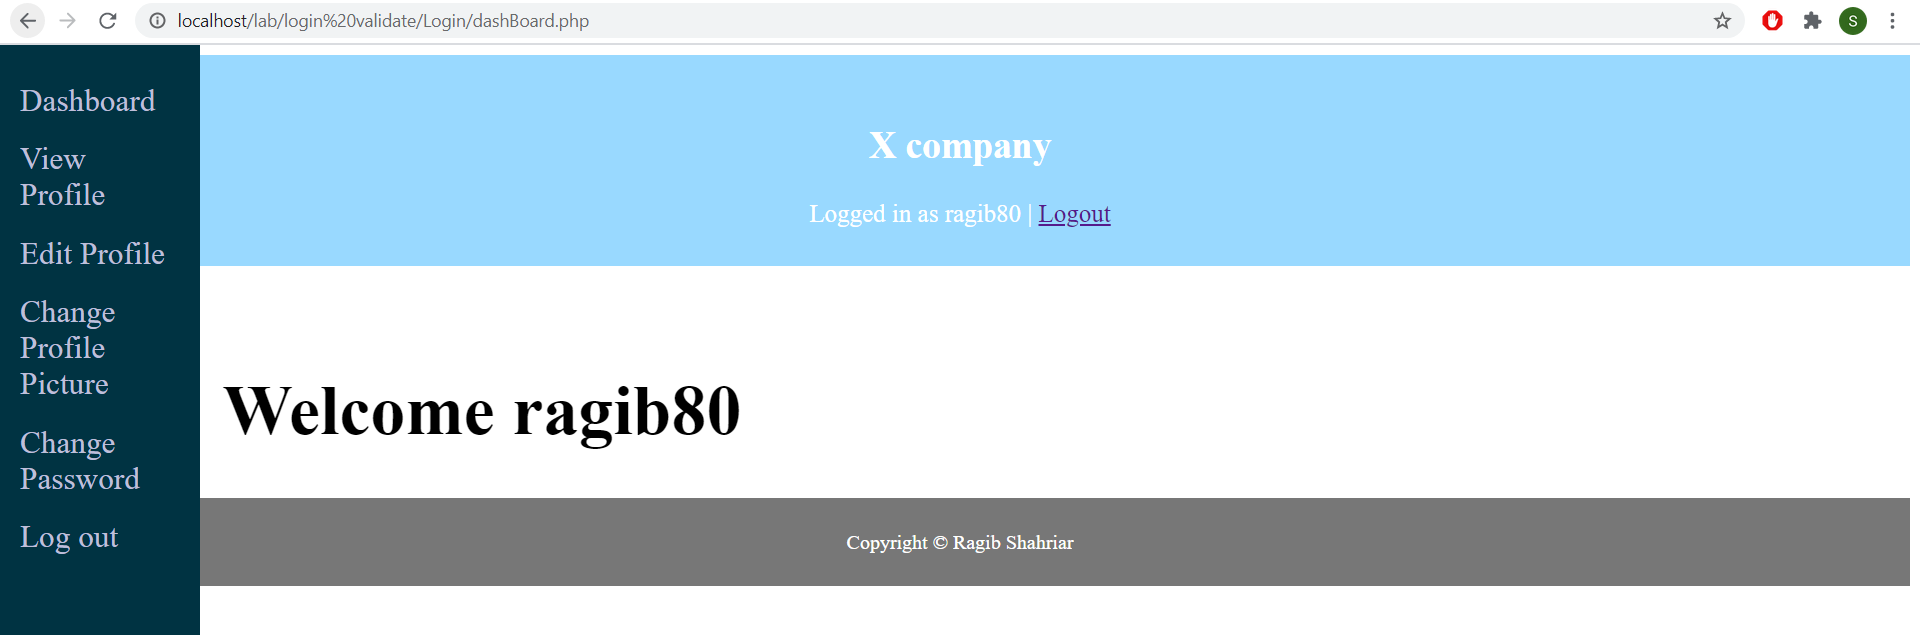 localhost/lab/login%20validate/Login/dashBoard.php
S
Dashboard
View
Profile
Edit Profile
Change
Profile
Picture
Change
Password
Log out
X company
Logged in as ragib80 | Logout
Welcome ragib80
Copyright © Ragib Shahriar